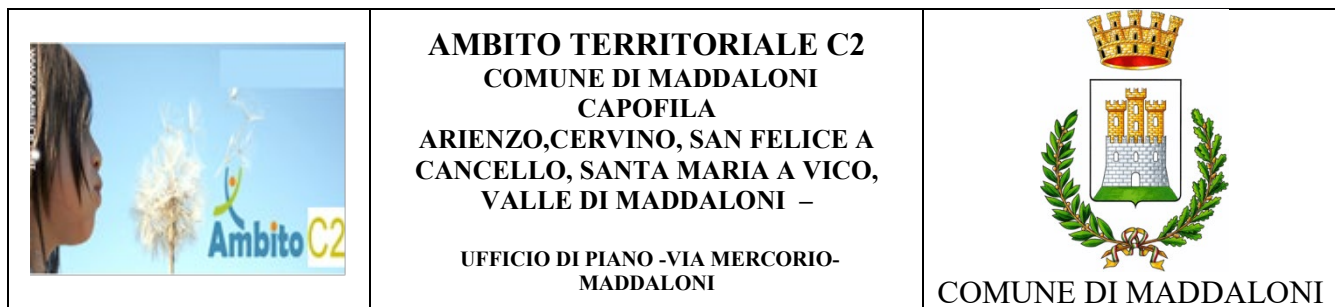 Ambito C2
AMBITO TERRITORIALE C2
COMUNE DI MADDALONI
CAPOFILA
ARIENZO,CERVINO, SAN FELICE A
CANCELLO, SANTA MARIA A VICO,
VALLE DI MADDALONI –
UFFICIO DI PIANO -VIA MERCORIO-
MADDALONI
COMUNE DI MADDALONI